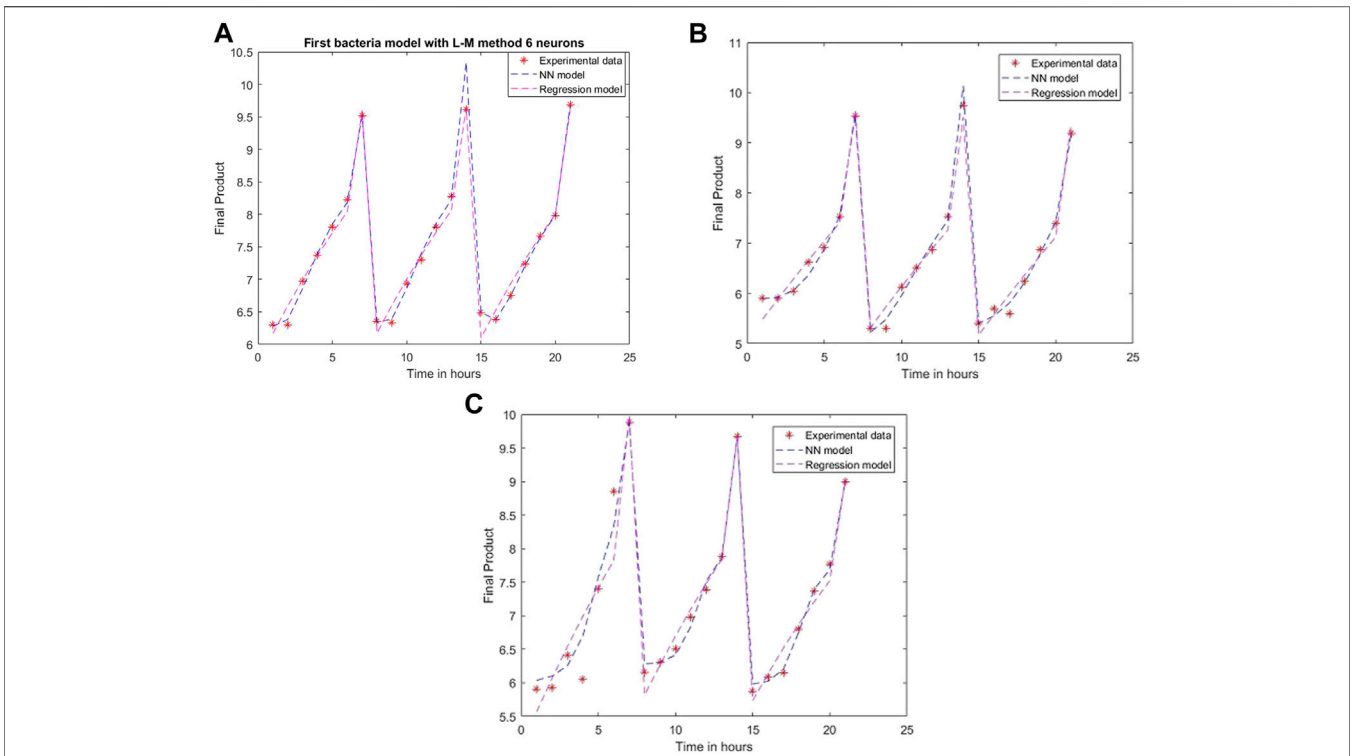 A
First bacteria model with L-M method 6 neurons
10.5
10
9.5
9
8.5
8
7.5
7
6.5
6
Final Product
0
5
10
15
20
25
Time in hours
Experimental data
NN model
Regression model
B
11
10
9
8
7
6
5
Final Product
0
5
10
15
20
25
Time in hours
Experimental data
NN model
Regression model
C
10
9.5
9
8.5
8
7.5
7
6.5
6
5.5
Final Product
0
5
10
15
20
25
Time in hours
Experimental data
NN model
Regression model